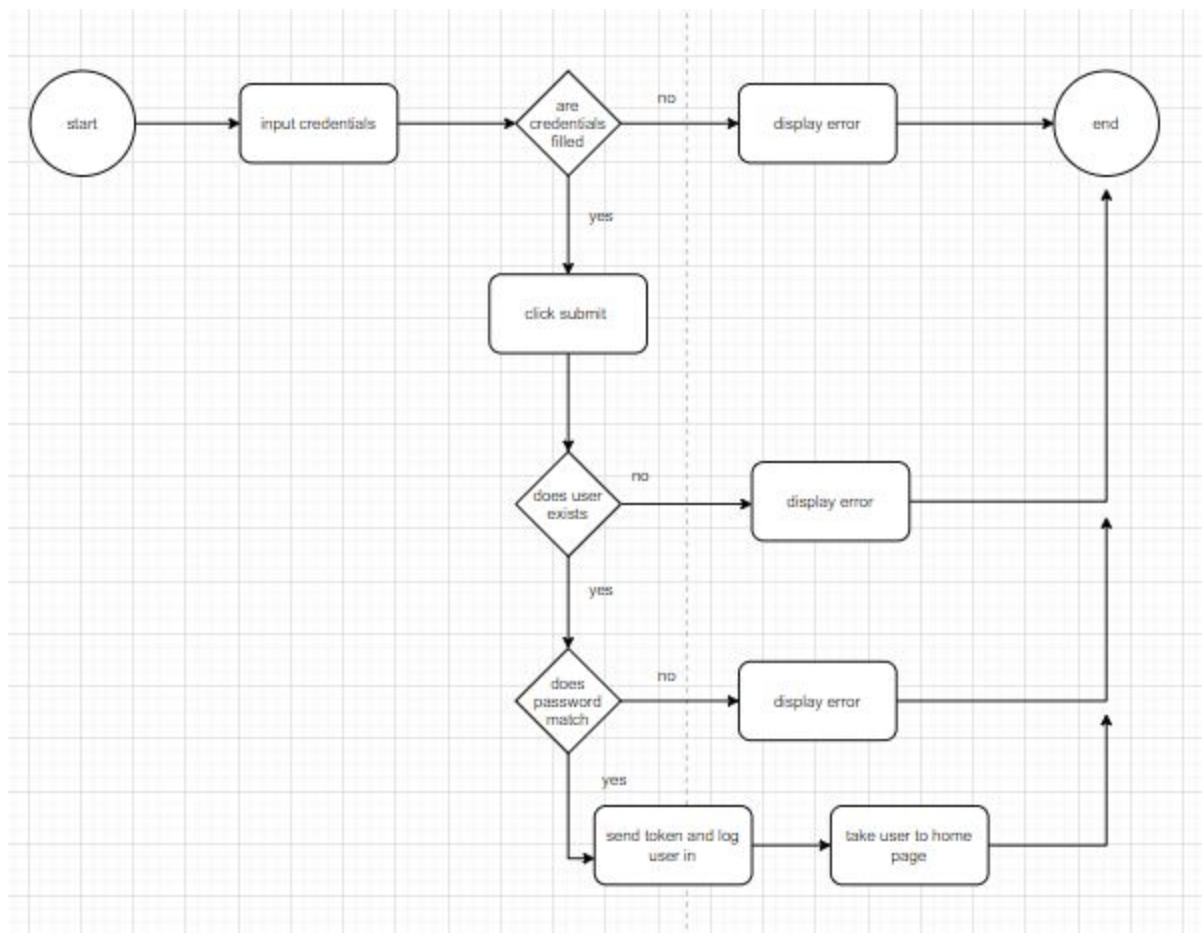 start
input credentials
are
credentials
filled
no
display error
end
yes
click submit
does user
exists
no
display error
yes
does
password
match
no
display error
yes
send token and log
user in
take user to home
page